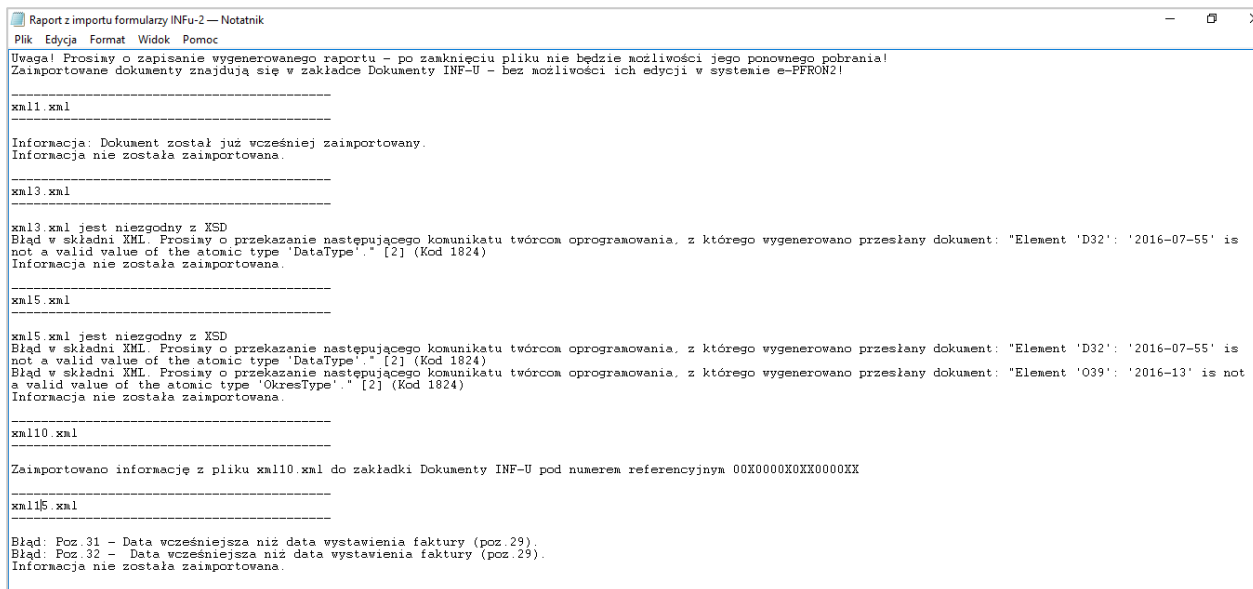 Raport z importu formularzy INFu-2 — Notatnik
Plik Edycja Format Widok Pomoc
Uwaga! Prosimy o zapisanie wygenerowanego raportu - po zamknięciu pliku nie będzie możliwości jego ponownego pobrania!
Zaimportowane dokumenty znajdują się w zakładce Dokumenty INF-U - bez możliwości ich edycji w systemie e-PFRON2!
----------------------------------------
xml1.xml
----------------------------------------
Informacja: Dokument został już wcześniej zaimportowany.
Informacja nie została zaimportowana.
----------------------------------------
xml3.xml
----------------------------------------
xml3.xml jest niezgodny z XSD
Błąd w składni XML. Prosimy o przekazanie następującego komunikatu twórcom oprogramowania, z którego wygenerowano przesłany dokument: "Element 'D32': '2016-07-55' is
not a valid value of the atomic type 'DataType'." [2] (Kod 1824)
Informacja nie została zaimportowana.
----------------------------------------
xml5.xml
----------------------------------------
xml5.xml jest niezgodny z XSD
Błąd w składni XML. Prosimy o przekazanie następującego komunikatu twórcom oprogramowania, z którego wygenerowano przesłany dokument: "Element 'D32': '2016-07-55' is
not a valid value of the atomic type 'DataType'." [2] (Kod 1824)
Błąd w składni XML. Prosimy o przekazanie następującego komunikatu twórcom oprogramowania, z którego wygenerowano przesłany dokument: "Element 'O39': '2016-13' is not
a valid value of the atomic type 'OkresType'." [2] (Kod 1824)
Informacja nie została zaimportowana.
----------------------------------------
xml10.xml
----------------------------------------
Zaimportowano informację z pliku xml10.xml do zakładki Dokumenty INF-U pod numerem referencyjnym 00X0000X0XX0000XX
----------------------------------------
xml15.xml
----------------------------------------
Błąd: Poz.31 - Data wcześniejsza niż data wystawienia faktury (poz.29).
Błąd: Poz.32 - Data wcześniejsza niż data wystawienia faktury (poz.29).
Informacja nie została zaimportowana.